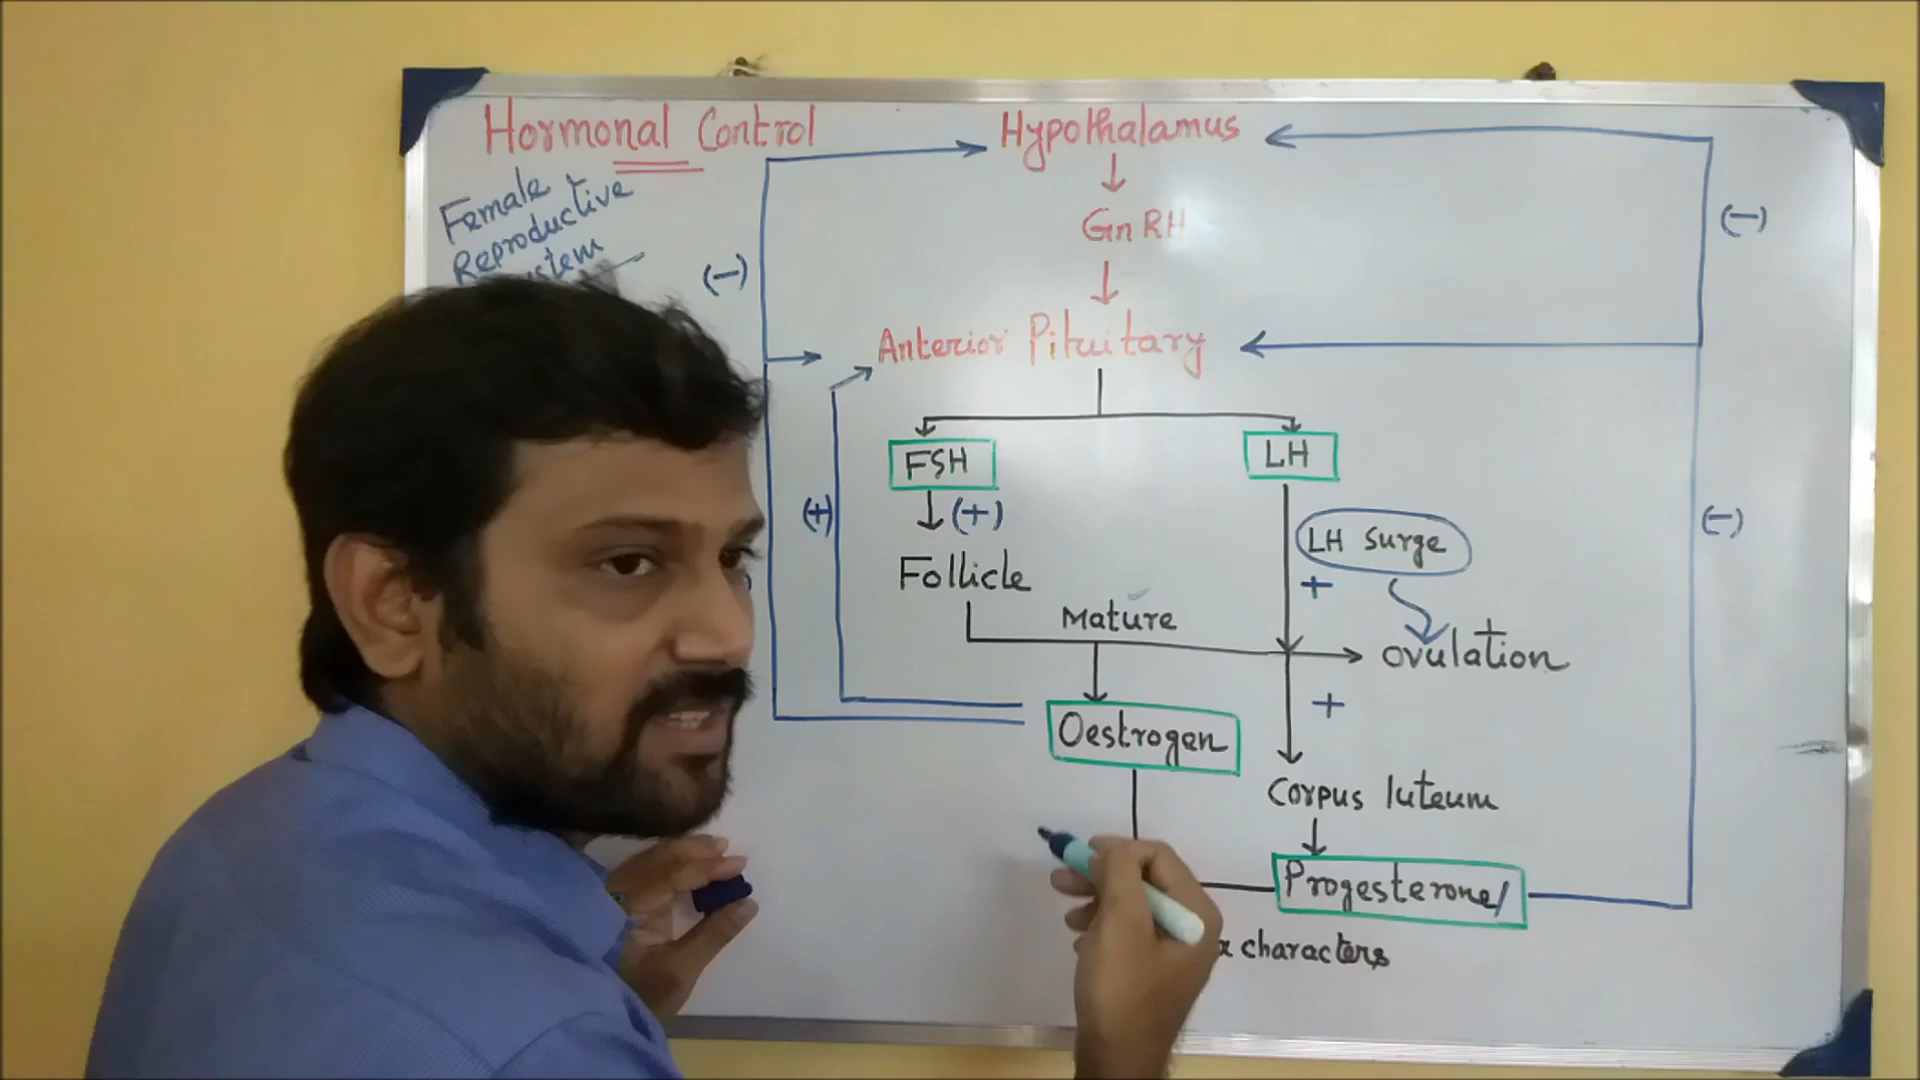 Hormonal Control
Hypothalamus
Female
Reproductive
GnRH
(-)
(-)
Anterior Pituitary
FSH
LH
(+)
(+)
LH surge
(-)
Follicle
+
Mature
ovulation
+
Oestrogen
Corpus luteum
Progesterone/
characters